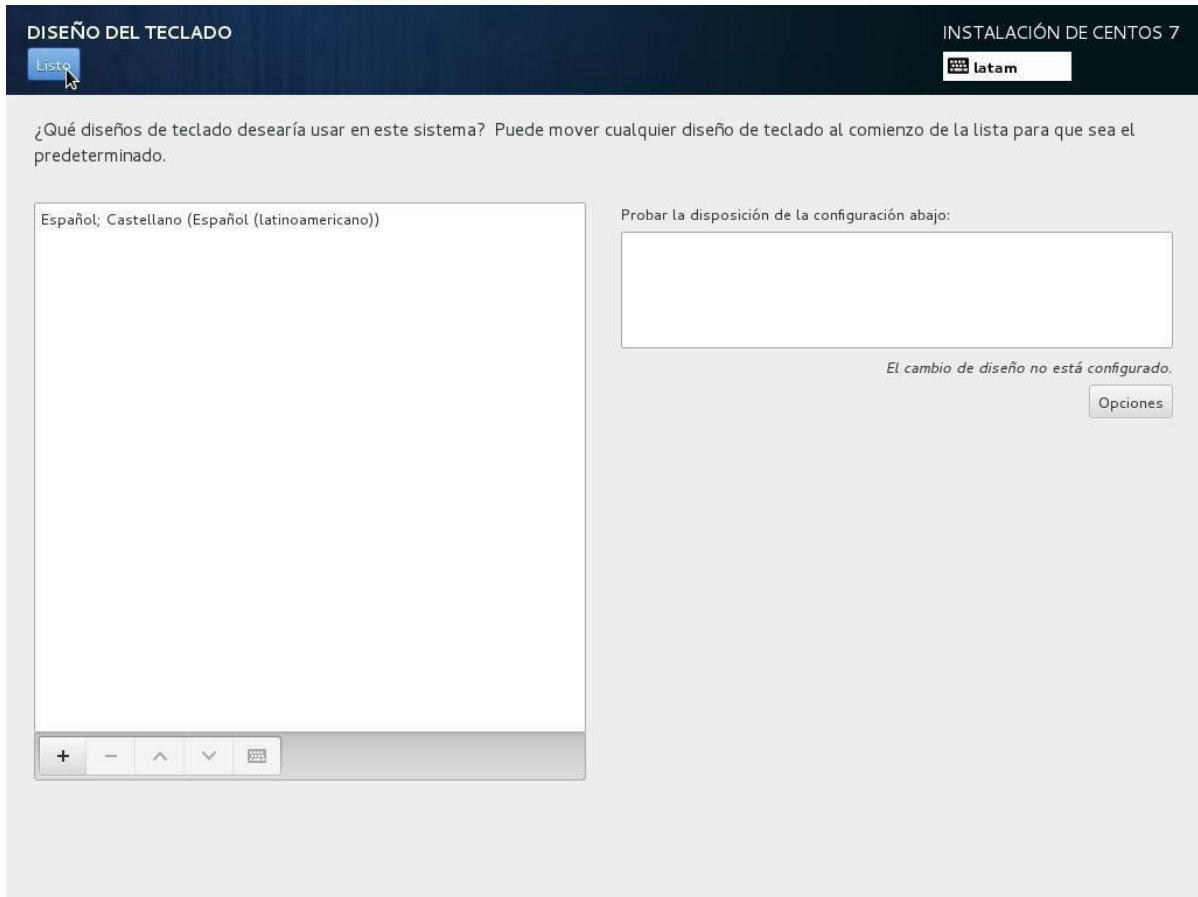 DISEÑO DEL TECLADO
INSTALACIÓN DE CENTOS 7
Listo
latam
¿Qué diseños de teclado desearía usar en este sistema? Puede mover cualquier diseño de teclado al comienzo de la lista para que sea el
predeterminado.
Español; Castellano (Español (latinoamericano))
Probar la disposición de la configuración abajo:
El cambio de diseño no está configurado.
Opciones